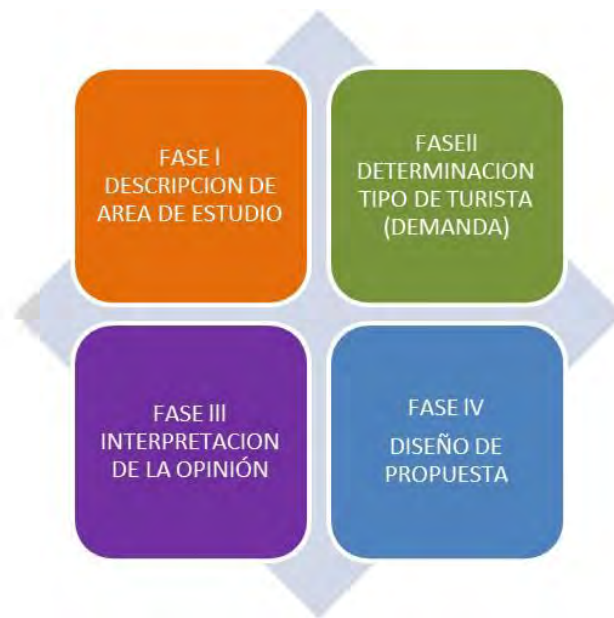 FASE I
DESCRIPCION DE
AREA DE ESTUDIO
FASEII
DETERMINACION
TIPO DE TURISTA
(DEMANDA)
FASE III
INTERPRETACION
DE LA OPINIÓN
FASE IV
DISEÑO DE
PROPUESTA